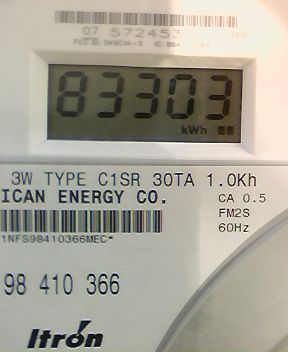 07 572453
83303
kWh
3W TYPE C1SR 30TA 1.0Kh
ICAN ENERGY CO.
CA 0.5
FM2S
60Hz
1NFS98410366MEC*
98 410 366
Itron